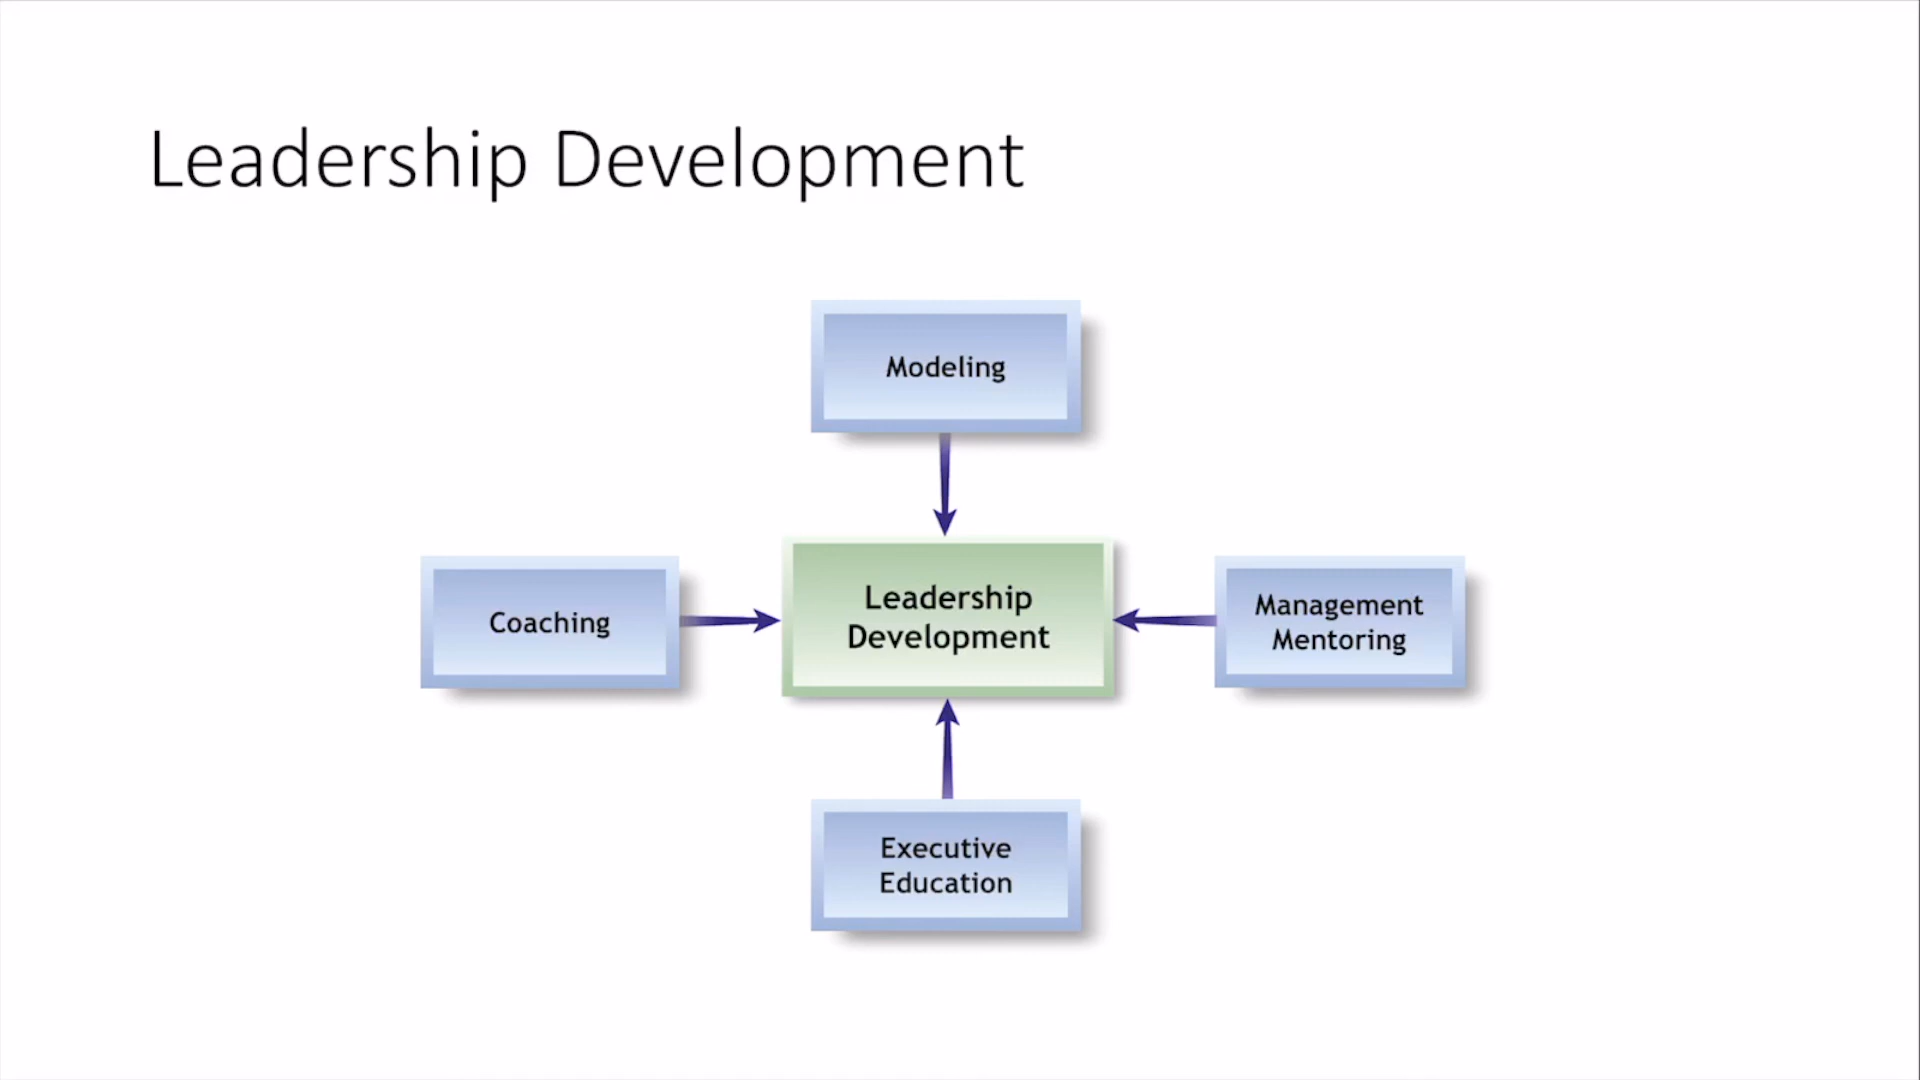 Leadership Development
Modeling
Coaching
Leadership
Development
Management
Mentoring
Executive
Education